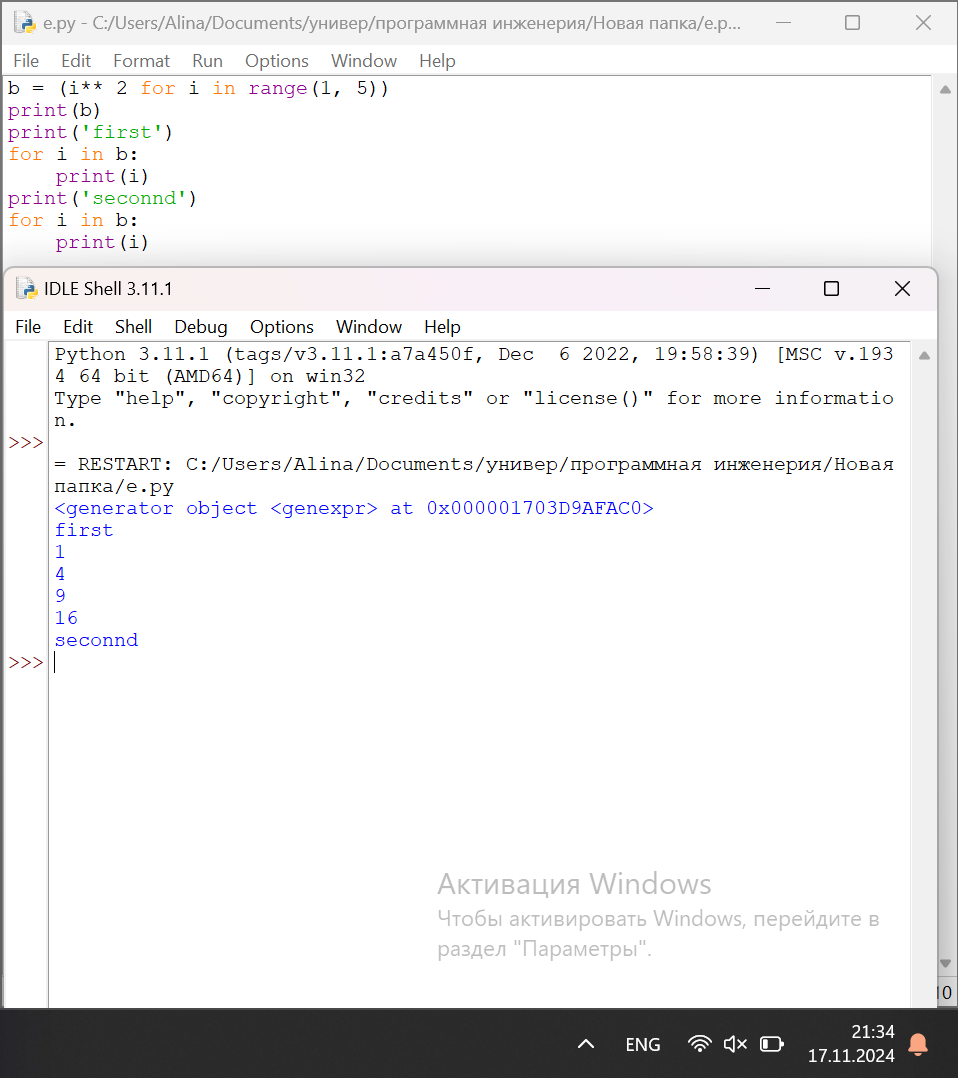 e.py - C:/Users/Alina/Documents/универ/программная инженерия/Новая папка/e.p...
File Edit Format Run Options Window Help
b = (i** 2 for i in range(1, 5))
print(b)
print('first')
for i in b:
    print(i)
print('seconnd')
for i in b:
    print(i)
IDLE Shell 3.11.1
File Edit Shell Debug Options Window Help
Python 3.11.1 (tags/v3.11.1:a7a450f, Dec  6 2022, 19:58:39) [MSC v.193
4 64 bit (AMD64)] on win32
Type "help", "copyright", "credits" or "license()" for more informatio
n.
>>>
= RESTART: C:/Users/Alina/Documents/универ/программная инженерия/Новая
папка/e.py
<generator object <genexpr> at 0x000001703D9AFAC0>
first
1
4
9
16
seconnd
>>>
Активация Windows
Чтобы активировать Windows, перейдите в
раздел "Параметры".
10
ENG
21:34
17.11.2024